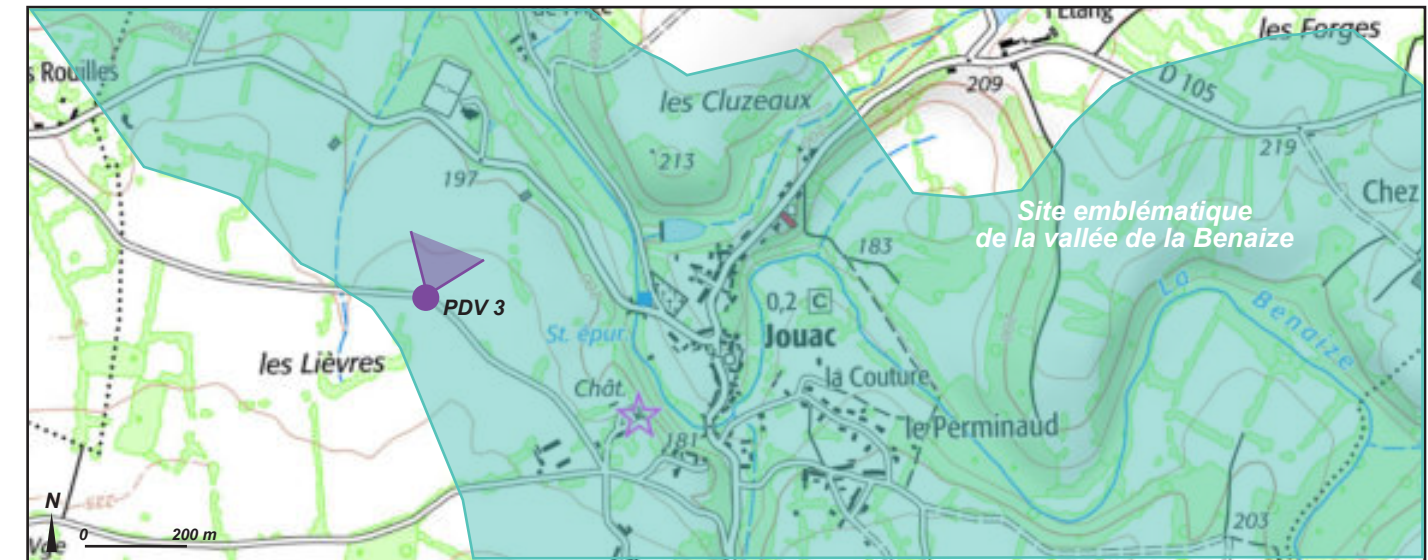 l'Étang
les Forges
Rouilles
209
D 105
les Cluzeaux
213
219
197
Chez
Site emblématique
de la vallée de la Benaize
183
La Benaize
PDV 3
0,2 C
Jouac
St. épur.
les Lièvres
la Couture
Chât.
le Perminaud
181
225
N
0 200 m
203